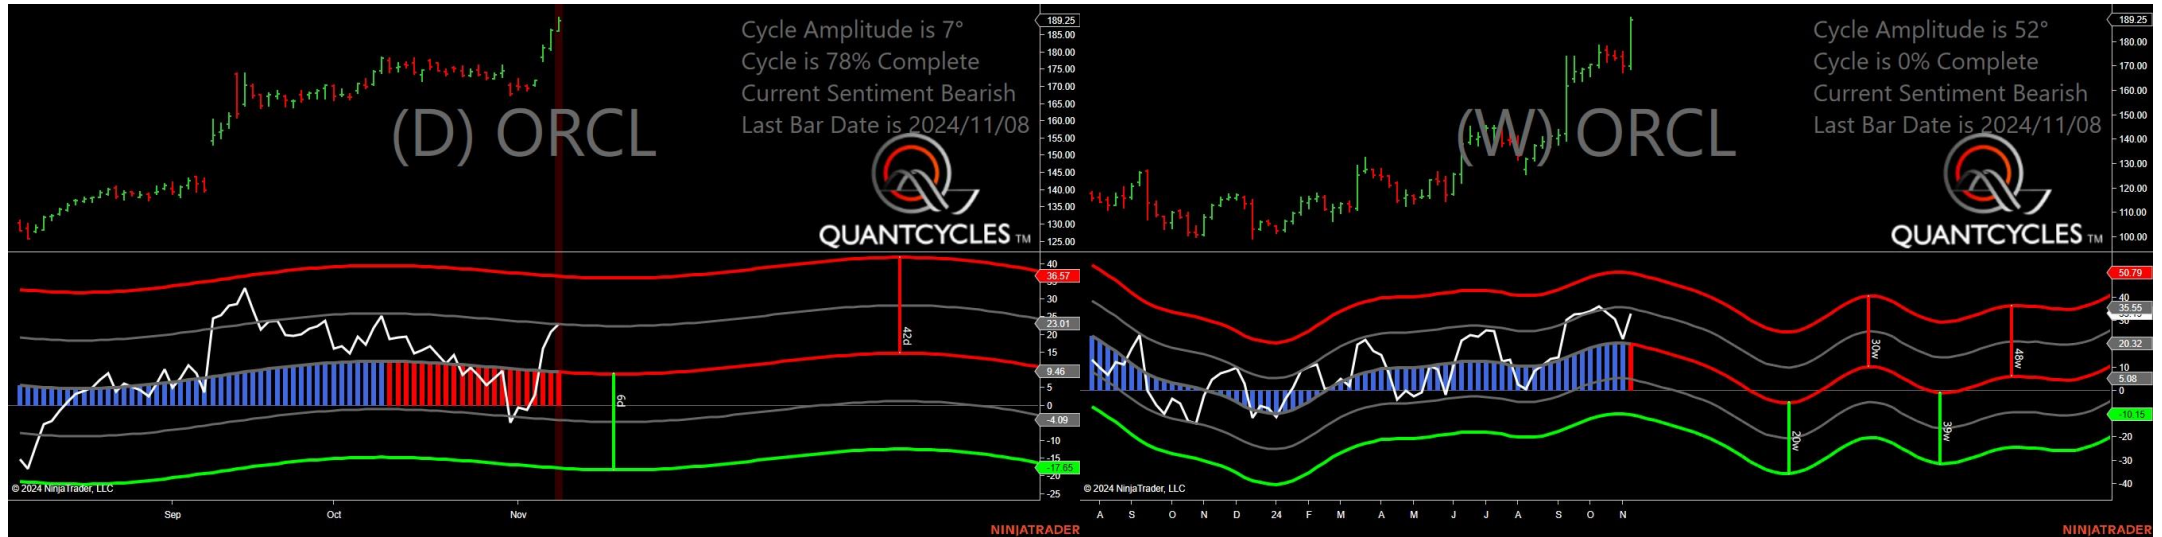 Cycle Amplitude is 7°
Cycle is 78% Complete
Current Sentiment Bearish
Last Bar Date is 2024/11/08
(D) ORCL
QUANTCYCLES TM
189.25
185.00
180.00
175.00
170.00
165.00
160.00
155.00
150.00
145.00
140.00
135.00
130.00
125.00
40
36.57
30
23.01
20
15
9.46
5
0
-4.09
-10
-15
-17.65
-20
-25
42d
6d
© 2024 NinjaTrader, LLC
Sep Oct Nov
NINJATRADER
Cycle Amplitude is 52°
Cycle is 0% Complete
Current Sentiment Bearish
Last Bar Date is 2024/11/08
(W) ORCL
QUANTCYCLES TM
189.25
180.00
170.00
160.00
150.00
140.00
130.00
120.00
110.00
100.00
50.79
40
35.55
30
20.32
10
5.08
0
-10.15
-20
-30
-40
20w
30w
39w
48w
© 2024 NinjaTrader, LLC
A S O N D 24 F M A M J J A S O N
NINJATRADER